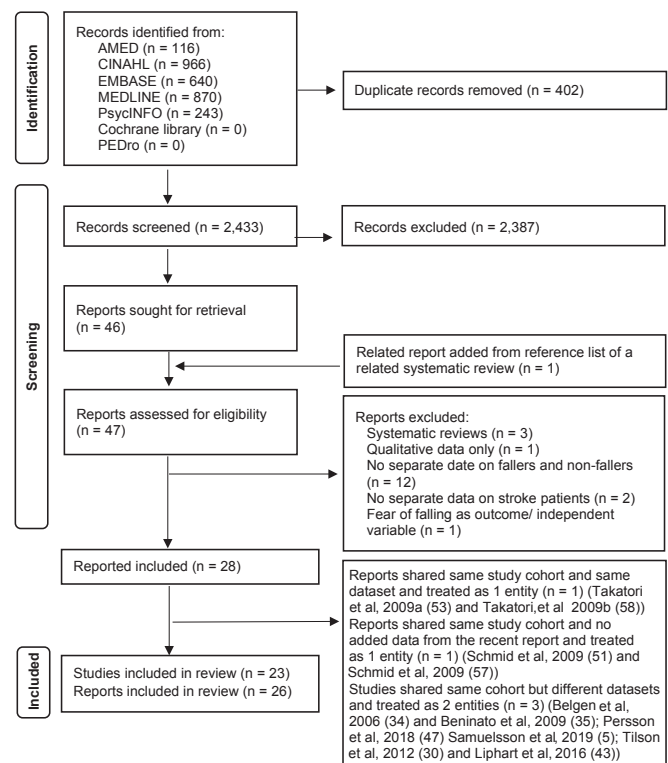 Identification
Records identified from:
AMED (n = 116)
CINAHL (n = 966)
EMBASE (n = 640)
MEDLINE (n = 870)
PsycINFO (n = 243)
Cochrane library (n = 0)
PEDro (n = 0)
Duplicate records removed (n = 402)
Screening
Records screened (n = 2,433)
Records excluded (n = 2,387)
Reports sought for retrieval
(n = 46)
Related report added from reference list of a
related systematic review (n = 1)
Reports assessed for eligibility
(n = 47)
Reports excluded:
Systematic reviews (n = 3)
Qualitative data only (n = 1)
No separate date on fallers and non-fallers
(n = 12)
No separate data on stroke patients (n = 2)
Fear of falling as outcome/ independent
variable (n = 1)
Reported included (n = 28)
Reports shared same study cohort and same
dataset and treated as 1 entity (n = 1) (Takatori
et al, 2009a (53) and Takatori,et al 2009b (58))
Reports shared same study cohort and no
added data from the recent report and treated
as 1 entity (n = 1) (Schmid et al, 2009 (51) and
Schmid et al, 2009 (57))
Studies shared same cohort but different datasets
and treated as 2 entities (n = 3) (Belgen et al,
2006 (34) and Beninato et al, 2009 (35); Persson
et al, 2018 (47) Samuelsson et al, 2019 (5); Tilson
et al, 2012 (30) and Liphart et al, 2016 (43))
Included
Studies included in review (n = 23)
Reports included in review (n = 26)